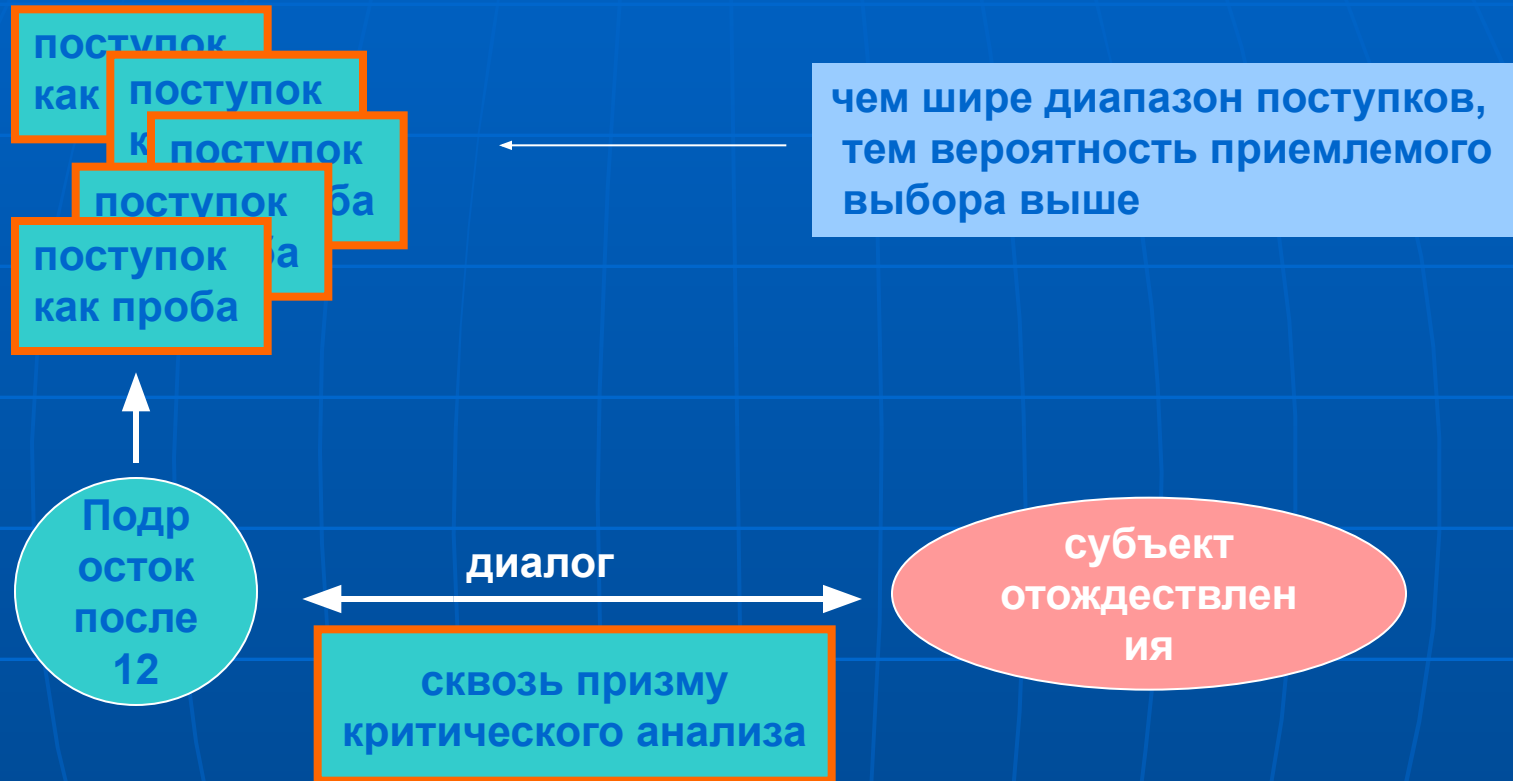 поступок
как
поступок
к
поступок
ба
поступок
а
поступок
как проба
чем шире диапазон поступков,
тем вероятность приемлемого
выбора выше
Подр
осток
после
12
диалог
сквозь призму
критического анализа
субъект
отождествлен
ия